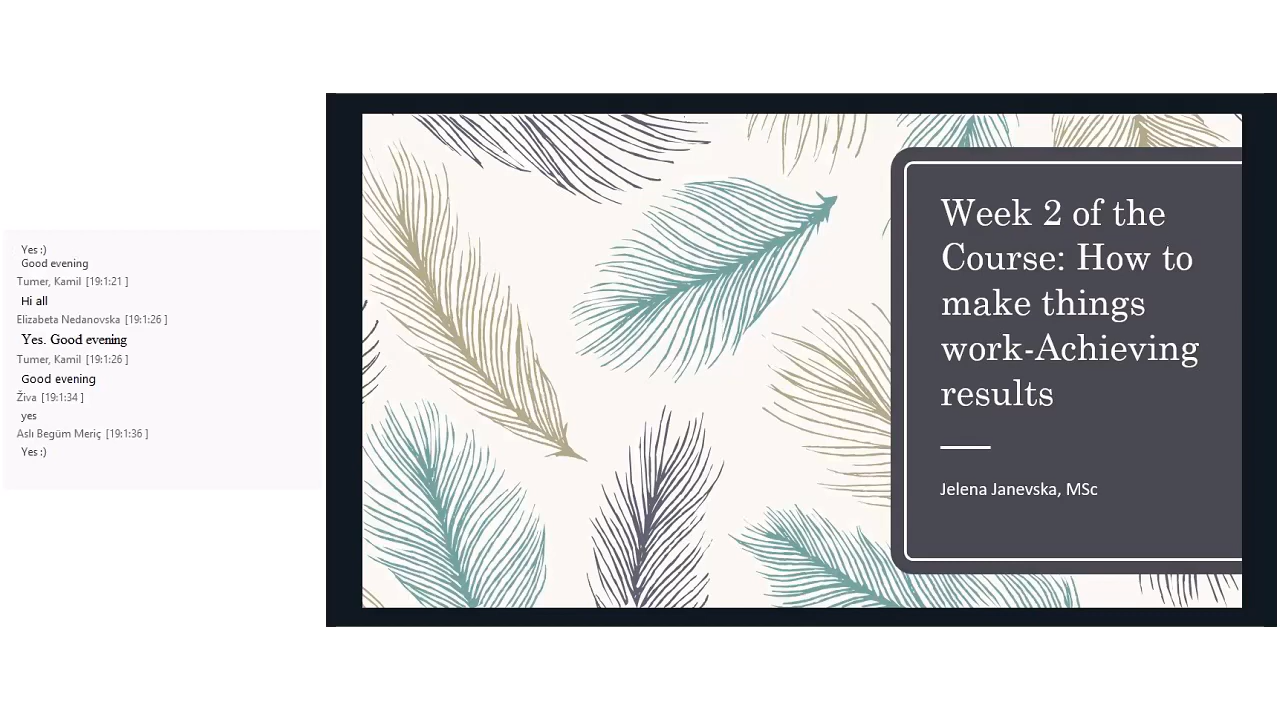 Yes :)
Good evening
Tumer, Kamil [19:1:21 ]
Hi all
Elizabeta Nedanovska [19:1:26 ]
Yes. Good evening
Tumer, Kamil [19:1:26 ]
Good evening
Živa [19:1:34 ]
yes
Aslı Begüm Meriç [19:1:36 ]
Yes :)
Week 2 of the
Course: How to
make things
work-Achieving
results
Jelena Janevska, MSc